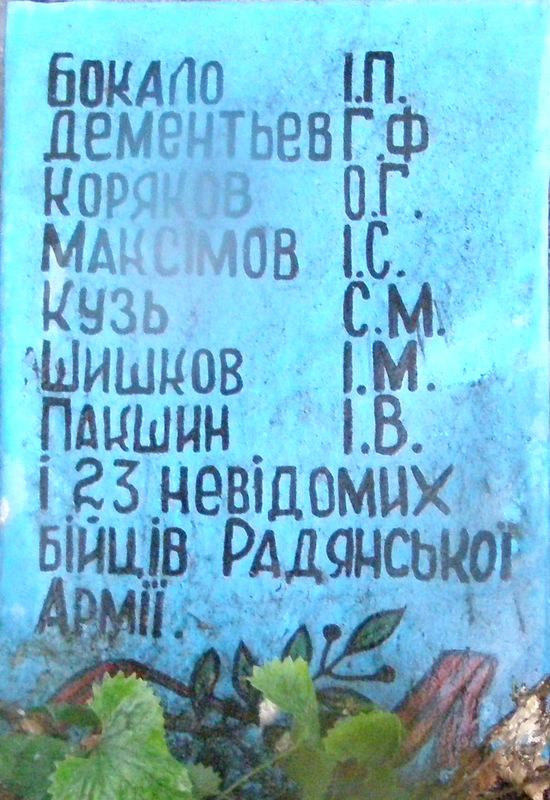 Бокало І.П.
Дементьев Г.Ф
Коряков О.Г.
Максімов І.С.
Кузь С.М.
Шишков І.М.
Пакшин І.В.
і 23 невідомих
бійців Радянської
Армії.